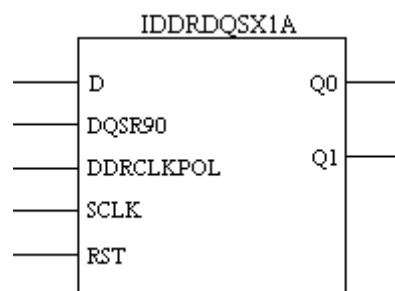 IDDRDQSX1A
D
Q0
DQSR90
Q1
DDRCLKPOL
SCLK
RST